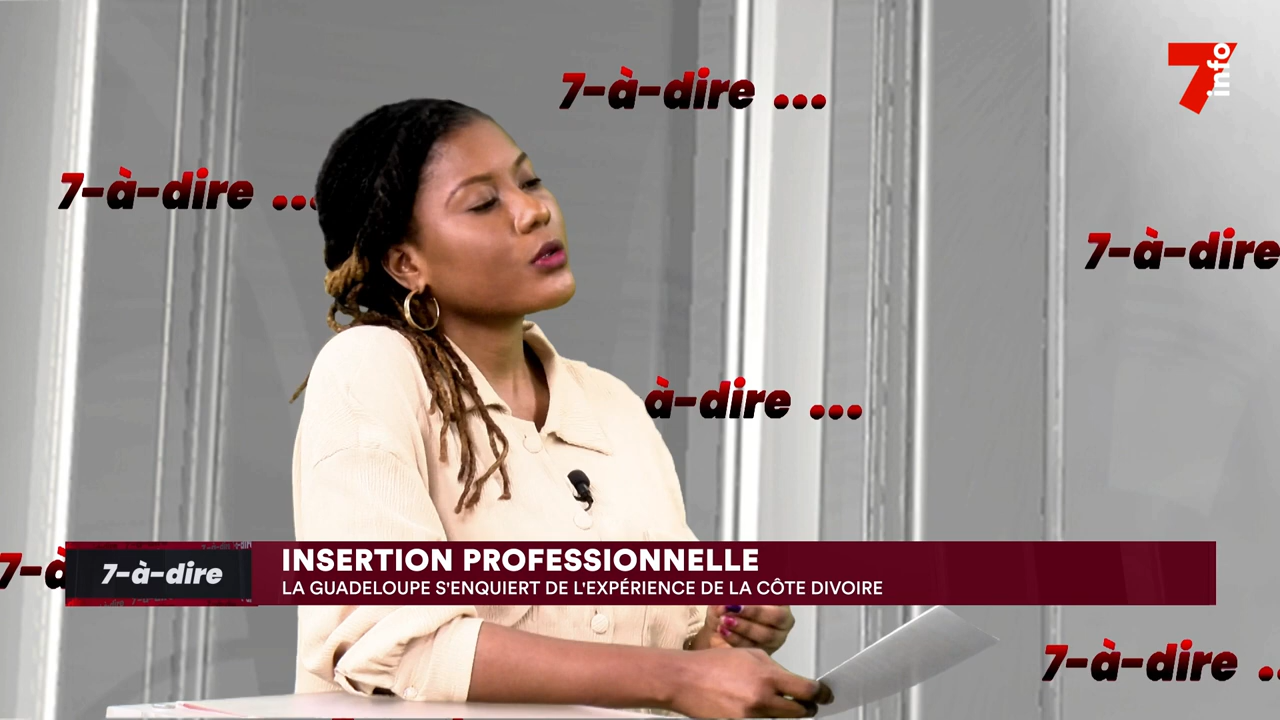 7-à-dire ...
7 info
7-à-dire ...
7-à-dire
à-dire ...
7-à
7-à-dire
INSERTION PROFESSIONNELLE
LA GUADELOUPE S'ENQUIERT DE L'EXPÉRIENCE DE LA CÔTE DIVOIRE
7-à-dire ..